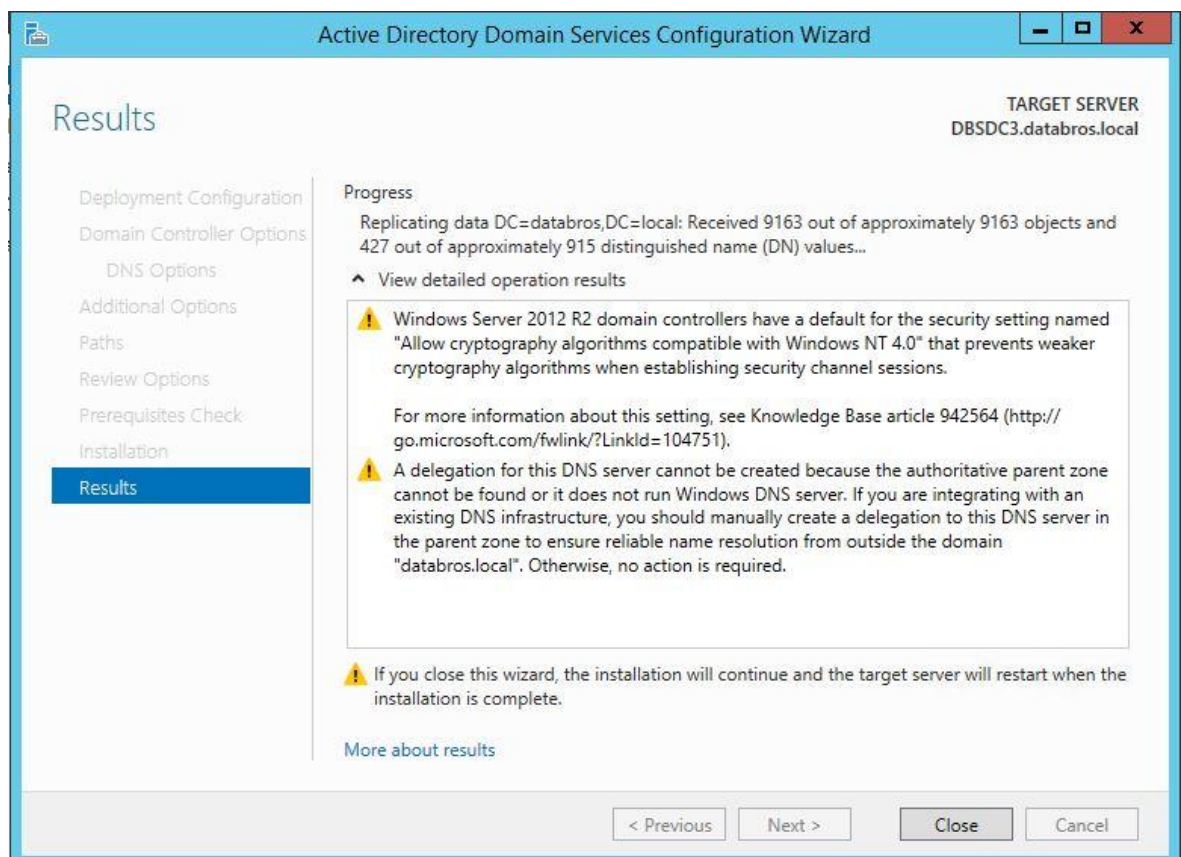 Active Directory Domain Services Configuration Wizard
Results
TARGET SERVER
DBSDC3.databros.local
Deployment Configuration
Domain Controller Options
DNS Options
Additional Options
Paths
Review Options
Prerequisites Check
Installation
Results
Progress
Replicating data DC=databros,DC=local: Received 9163 out of approximately 9163 objects and
427 out of approximately 915 distinguished name (DN) values...
View detailed operation results
Windows Server 2012 R2 domain controllers have a default for the security setting named
"Allow cryptography algorithms compatible with Windows NT 4.0" that prevents weaker
cryptography algorithms when establishing security channel sessions.
For more information about this setting, see Knowledge Base article 942564 (http://
go.microsoft.com/fwlink/?LinkId=104751).
A delegation for this DNS server cannot be created because the authoritative parent zone
cannot be found or it does not run Windows DNS server. If you are integrating with an
existing DNS infrastructure, you should manually create a delegation to this DNS server in
the parent zone to ensure reliable name resolution from outside the domain
"databros.local". Otherwise, no action is required.
If you close this wizard, the installation will continue and the target server will restart when the
installation is complete.
More about results
< Previous
Next >
Close
Cancel